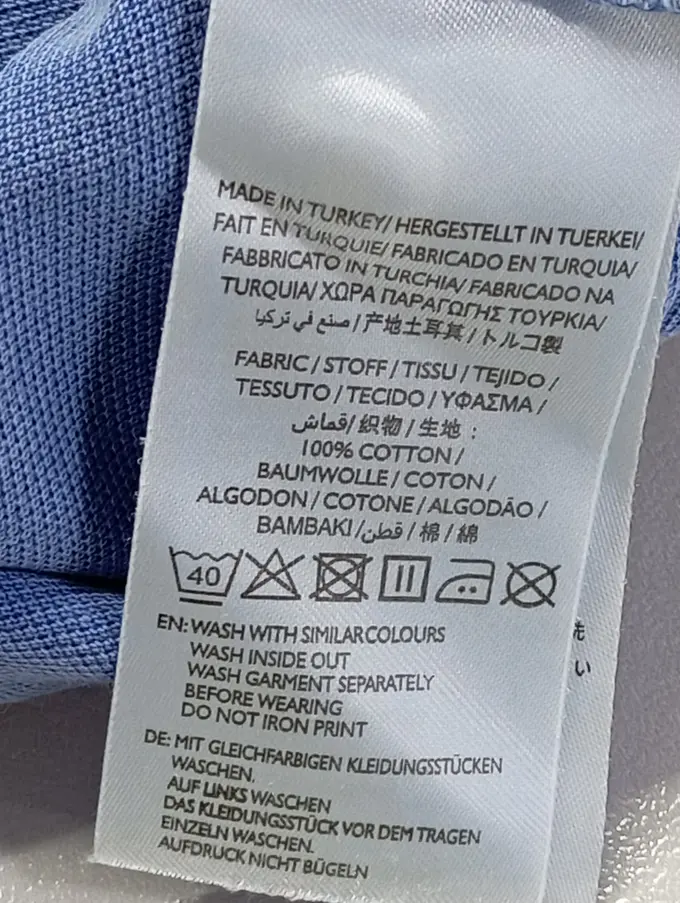 MADE IN TURKEY/ HERGESTELLT IN TUERKEI/
FAIT EN TURQUIE/ FABRICADO EN TURQUIA/
FABBRICATO IN TURCHIA/ FABRICADO NA
TURQUIA/ ΧΩΡΑ ΠΑΡΑΓΩΓΗΣ ΤΟΥΡΚΙΑ/
صنع في تركيا / 产地土耳其 / トルコ製
FABRIC / STOFF / TISSU / TEJIDO /
TESSUTO / TECIDO / ΥΦΑΣΜΑ /
قماش/ 織物 / 生地 :
100% COTTON /
BAUMWOLLE / COTON /
ALGODON / COTONE / ALGODÃO /
BAMBAKI /قطن / 棉 / 綿
40
EN: WASH WITH SIMILAR COLOURS
WASH INSIDE OUT
WASH GARMENT SEPARATELY
BEFORE WEARING
DO NOT IRON PRINT
DE: MIT GLEICHFARBIGEN KLEIDUNGSSTÜCKEN
WASCHEN.
AUF LINKS WASCHEN
DAS KLEIDUNGSSTÜCK VOR DEM TRAGEN
EINZELN WASCHEN.
AUFDRUCK NICHT BÜGELN
い